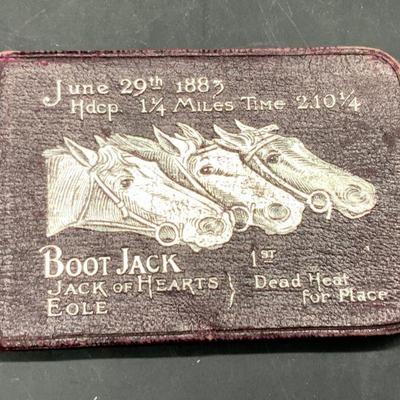 June 29th 1883
Hdcp. 1¼ Miles Time 2.10¼
Boot Jack 1st
Jack of Hearts } Dead Heat
Eole for Place